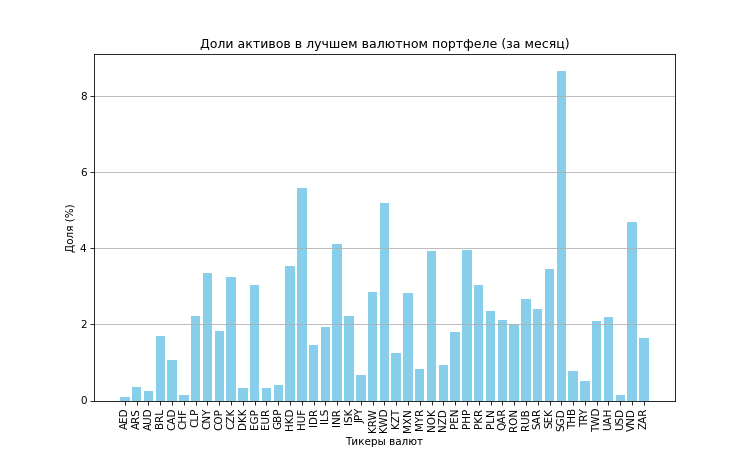 Доли активов в лучшем валютном портфеле (за месяц)
Доля (%)
8
6
4
2
0
AED ARS AUD BRL CAD CHF CLP CNY COP CZK DKK EGP EUR GBP HKD HUF IDR ILS INR ISK JPY KRW KWD KZT MXN MYR NOK NZD PEN PHP PKR PLN QAR RON RUB SAR SEK SGD THB TRY TWD UAH USD VND ZAR
Тикеры валют